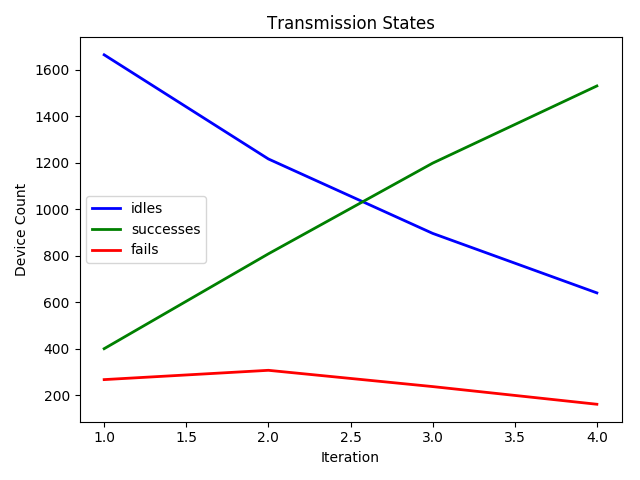 Transmission States
1600
1400
1200
1000
800
600
400
200
Device Count
idles
successes
fails
1.0 1.5 2.0 2.5 3.0 3.5 4.0
Iteration